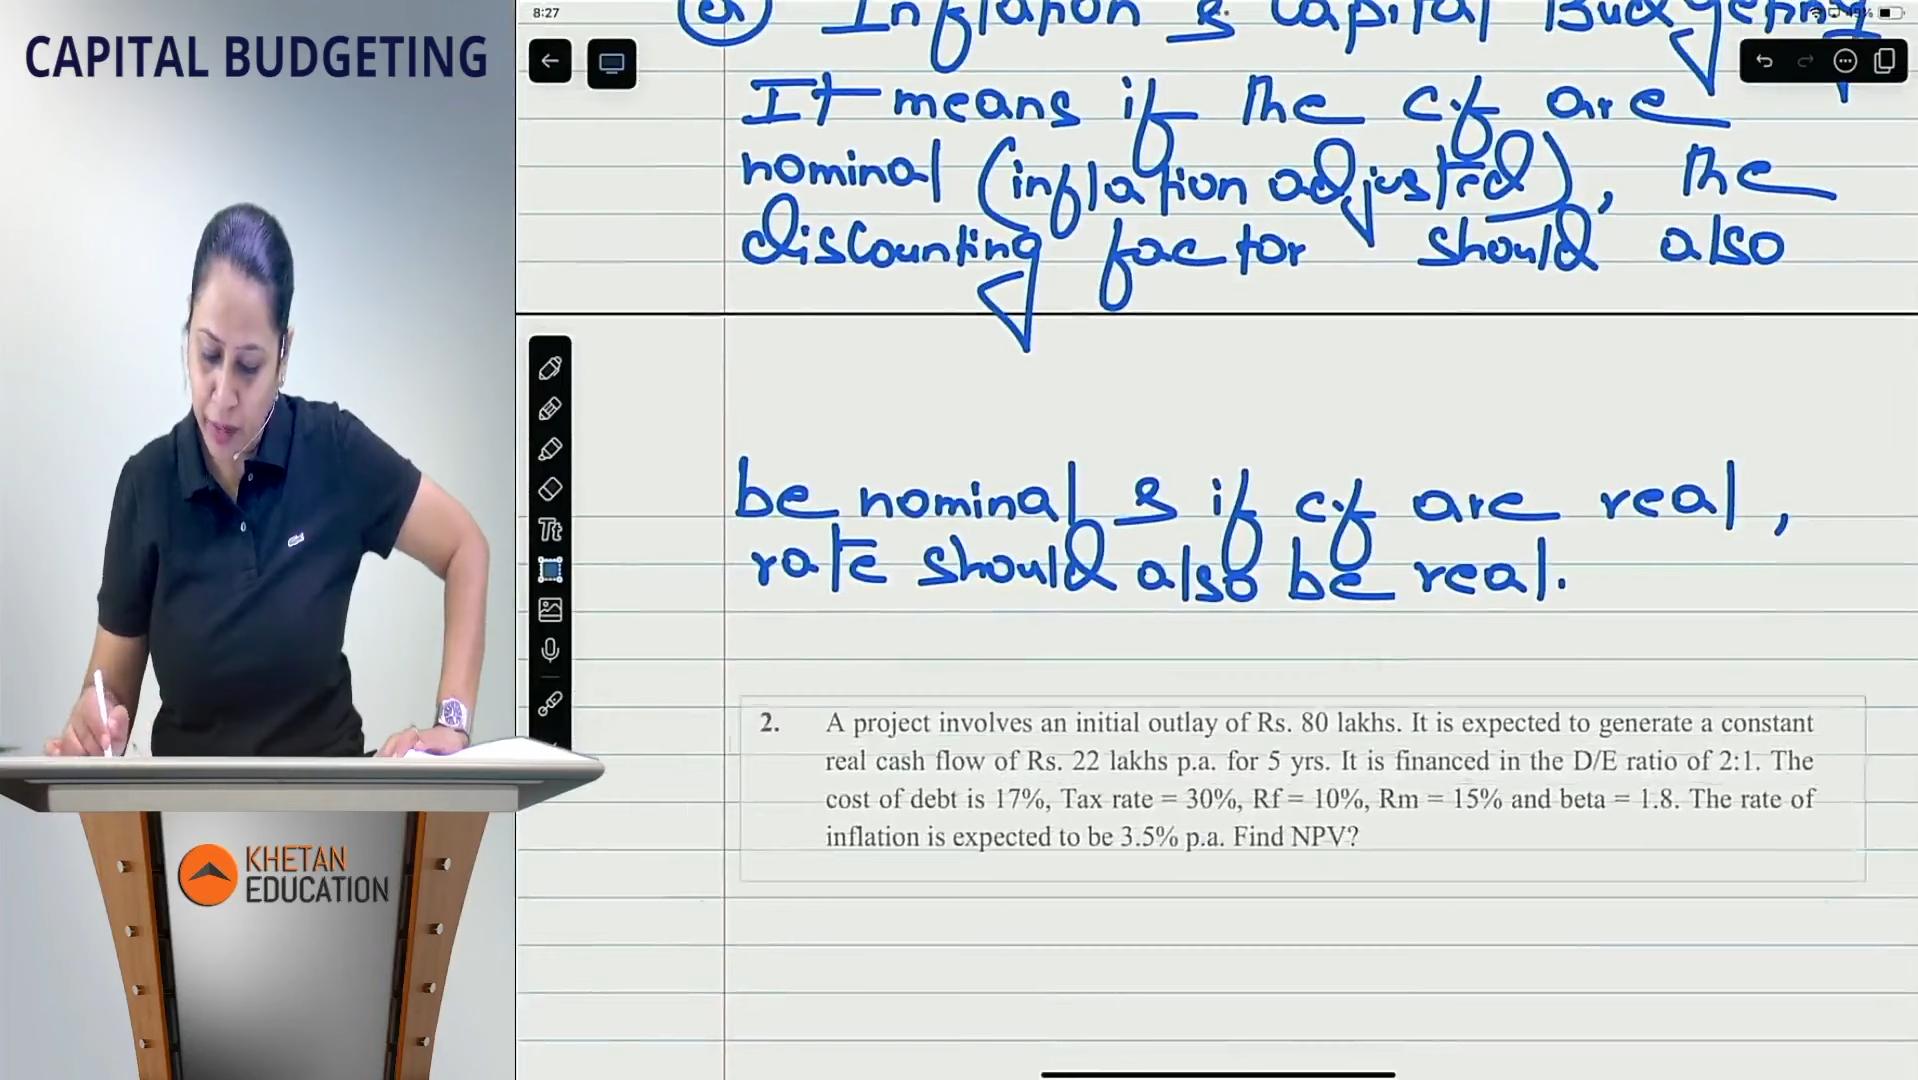 CAPITAL BUDGETING
8:27
49%
Inflation & Capital Budgeting
It means if the c.f are
nominal (inflation adjusted), the
discounting factor should also
be nominal & if c.f are real,
rate should also be real.
Tt
2. A project involves an initial outlay of Rs. 80 lakhs. It is expected to generate a constant
real cash flow of Rs. 22 lakhs p.a. for 5 yrs. It is financed in the D/E ratio of 2:1. The
cost of debt is 17%, Tax rate = 30%, Rf = 10%, Rm = 15% and beta = 1.8. The rate of
inflation is expected to be 3.5% p.a. Find NPV?
KHETAN
EDUCATION